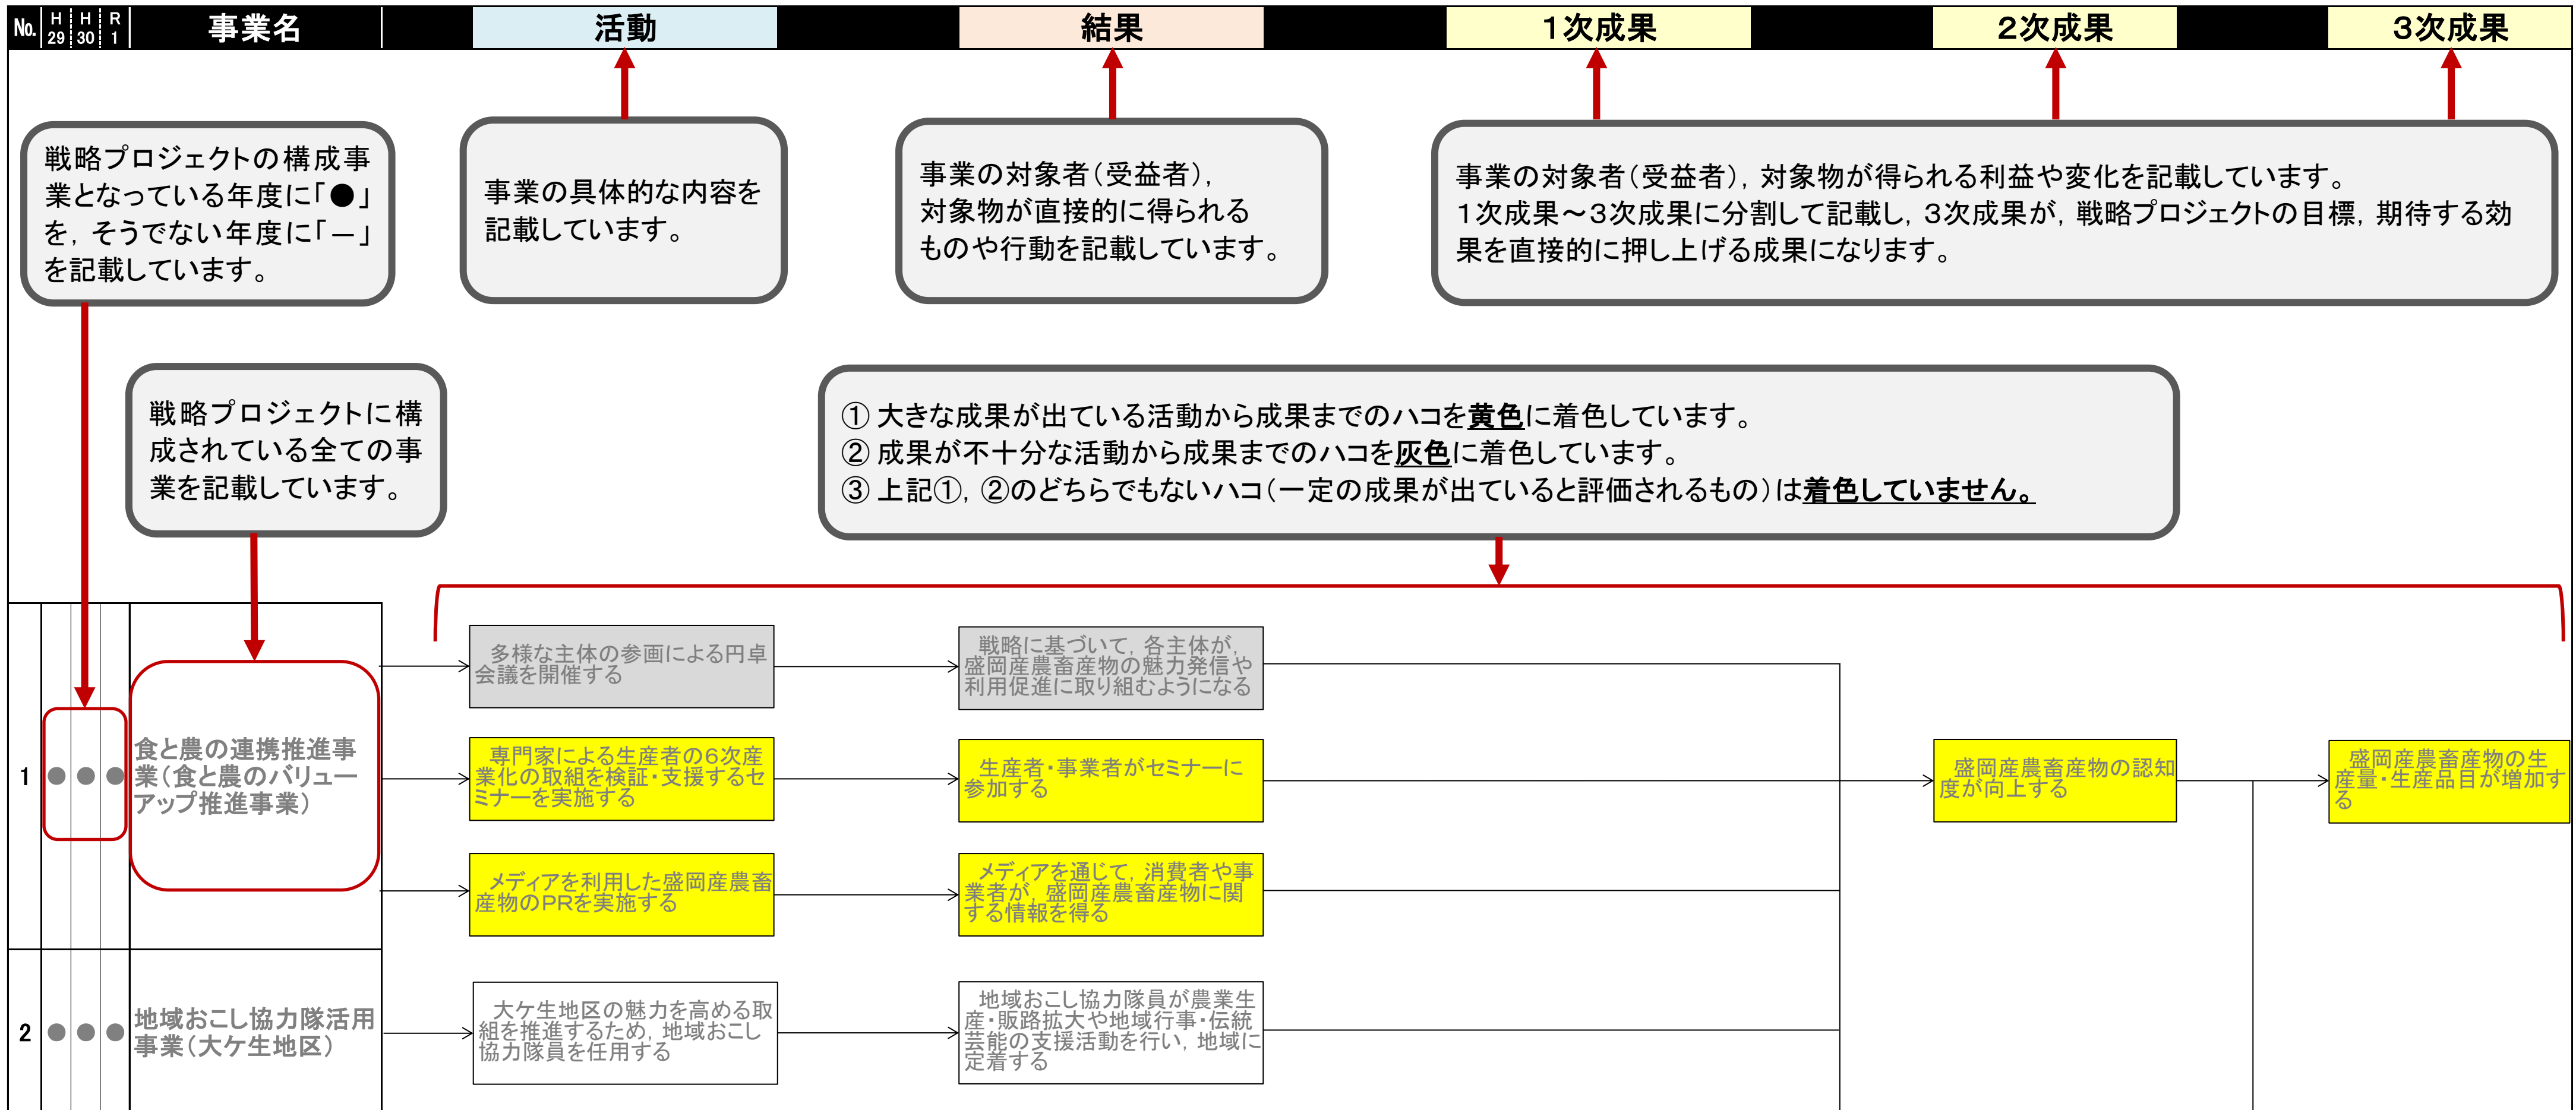 No. H29 H30 R1 事業名 活動 結果 1次成果 2次成果 3次成果
戦略プロジェクトの構成事
業となっている年度に「●」
を，そうでない年度に「－」
を記載しています。
事業の具体的な内容を
記載しています。
事業の対象者（受益者），
対象物が直接的に得られる
ものや行動を記載しています。
事業の対象者（受益者），対象物が得られる利益や変化を記載しています。
１次成果～３次成果に分割して記載し，３次成果が，戦略プロジェクトの目標，期待する効
果を直接的に押し上げる成果になります。
戦略プロジェクトに構
成されている全ての事
業を記載しています。
① 大きな成果が出ている活動から成果までのハコを黄色に着色しています。
② 成果が不十分な活動から成果までのハコを灰色に着色しています。
③ 上記①，②のどちらでもないハコ（一定の成果が出ていると評価されるもの）は着色していません。
1 ● ● ●
食と農の連携推進事
業（食と農のバリュー
アップ推進事業）
多様な主体の参画による円卓
会議を開催する
戦略に基づいて，各主体が，
盛岡産農畜産物の魅力発信や
利用促進に取り組むようになる
専門家による生産者の６次産
業化の取組を検証・支援するセ
ミナーを実施する
生産者・事業者がセミナーに
参加する
盛岡産農畜産物の認知
度が向上する
盛岡産農畜産物の生
産量・生産品目が増加す
る
メディアを利用した盛岡産農畜
産物のＰＲを実施する
メディアを通じて，消費者や事
業者が，盛岡産農畜産物に関
する情報を得る
2 ● ● ●
地域おこし協力隊活用
事業（大ケ生地区）
大ケ生地区の魅力を高める取
組を推進するため，地域おこし
協力隊員を任用する
地域おこし協力隊員が農業生
産・販路拡大や地域行事・伝統
芸能の支援活動を行い，地域に
定着する